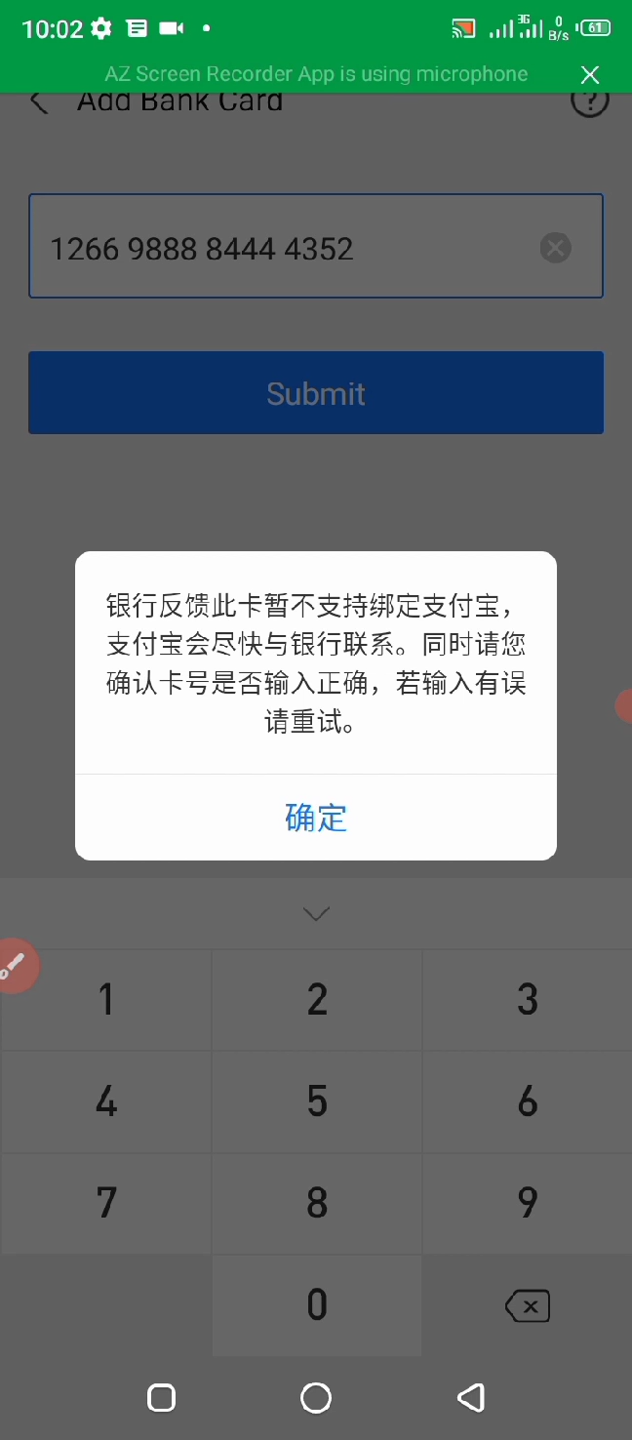 10:02
3G
0
B/s
61
AZ Screen Recorder App is using microphone
Add Bank Card
1266 9888 8444 4352
Submit
银行反馈此卡暂不支持绑定支付宝，
支付宝会尽快与银行联系。同时请您
确认卡号是否输入正确，若输入有误
请重试。
确定
1 2 3
4 5 6
7 8 9
0